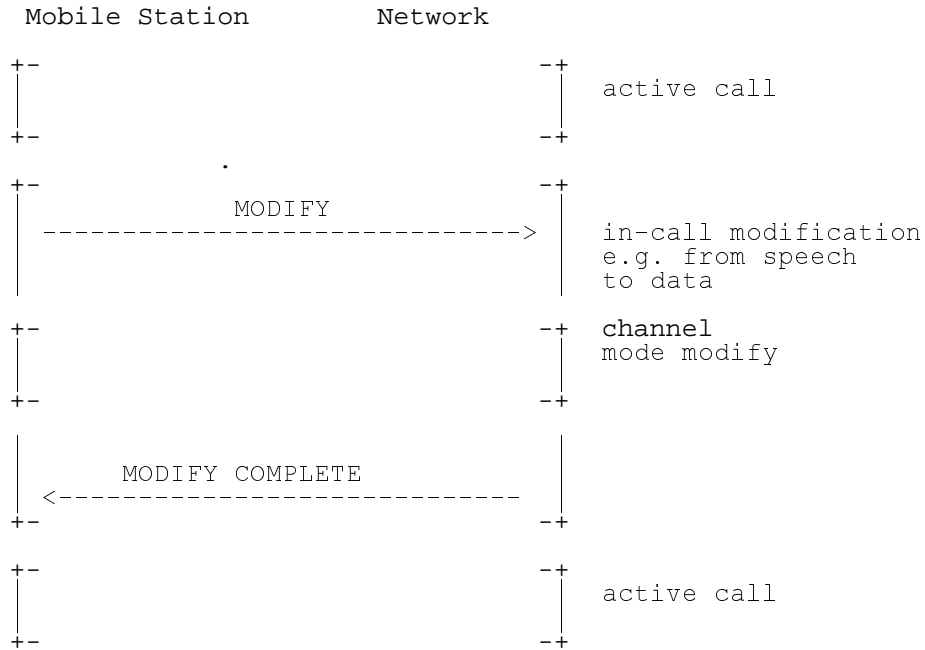 Mobile Station Network
+- -+
active call
+- -+
.
+- -+
MODIFY
------------------------------> in-call modification
e.g. from speech
to data
+- -+ channel
mode modify
+- -+
MODIFY COMPLETE
<-----------------------------
+- -+
+- -+
active call
+- -+